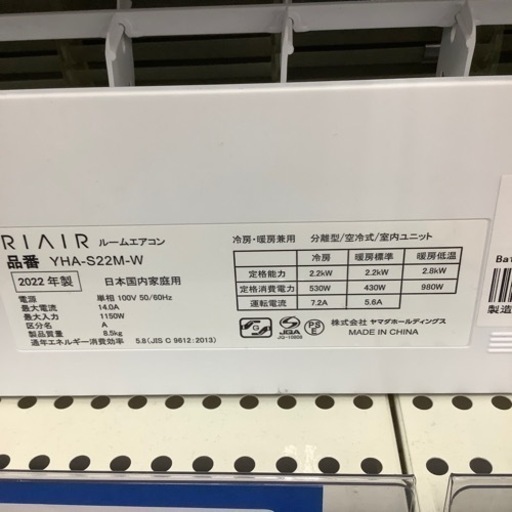 RIAIR ルームエアコン
品番 YHA-S22M-W
2022年製 日本国内家庭用
電源 単相 100V 50/60Hz
最大電流 14.0A
最大入力 1150W
区分名 A
製品質量 8.5kg
通年エネルギー消費効率 5.8 (JIS C 9612:2013)
冷房・暖房兼用 分離型/空冷式/室内ユニット
冷房 暖房標準 暖房低温
定格能力 2.2kW 2.2kW 2.8kW
定格消費電力 530W 430W 980W
運転電流 7.2A 5.6A
G JQA PSE 株式会社 ヤマダホールディングス
MADE IN CHINA
Bat
製造